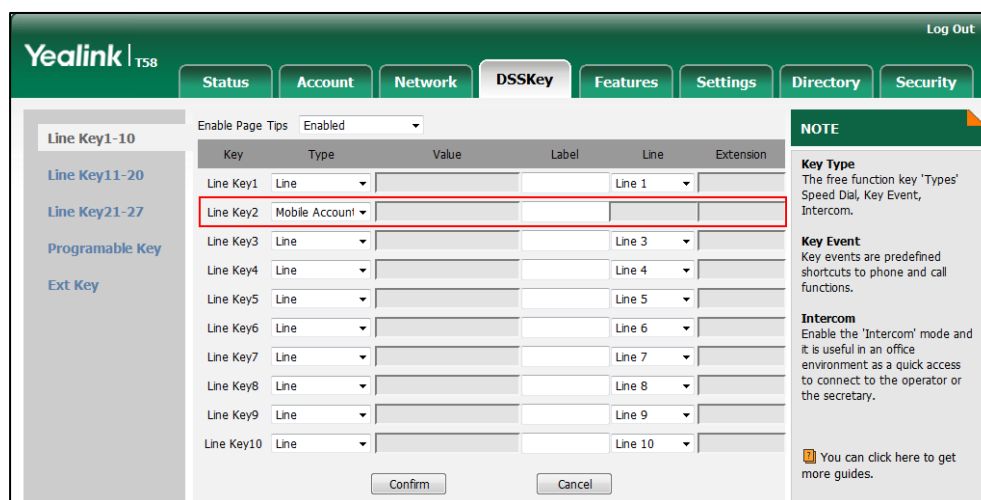 Log Out
Yealink T58
Status Account Network DSSKey Features Settings Directory Security
Line Key1-10
Line Key11-20
Line Key21-27
Programable Key
Ext Key
Enable Page Tips Enabled
Key Type Value Label Line Extension
Line Key1 Line Line 1
Line Key2 Mobile Account
Line Key3 Line Line 3
Line Key4 Line Line 4
Line Key5 Line Line 5
Line Key6 Line Line 6
Line Key7 Line Line 7
Line Key8 Line Line 8
Line Key9 Line Line 9
Line Key10 Line Line 10
Confirm Cancel
NOTE
Key Type
The free function key 'Types'
Speed Dial, Key Event,
Intercom.
Key Event
Key events are predefined
shortcuts to phone and call
functions.
Intercom
Enable the 'Intercom' mode and
it is useful in an office
environment as a quick access
to connect to the operator or
the secretary.
? You can click here to get
more guides.